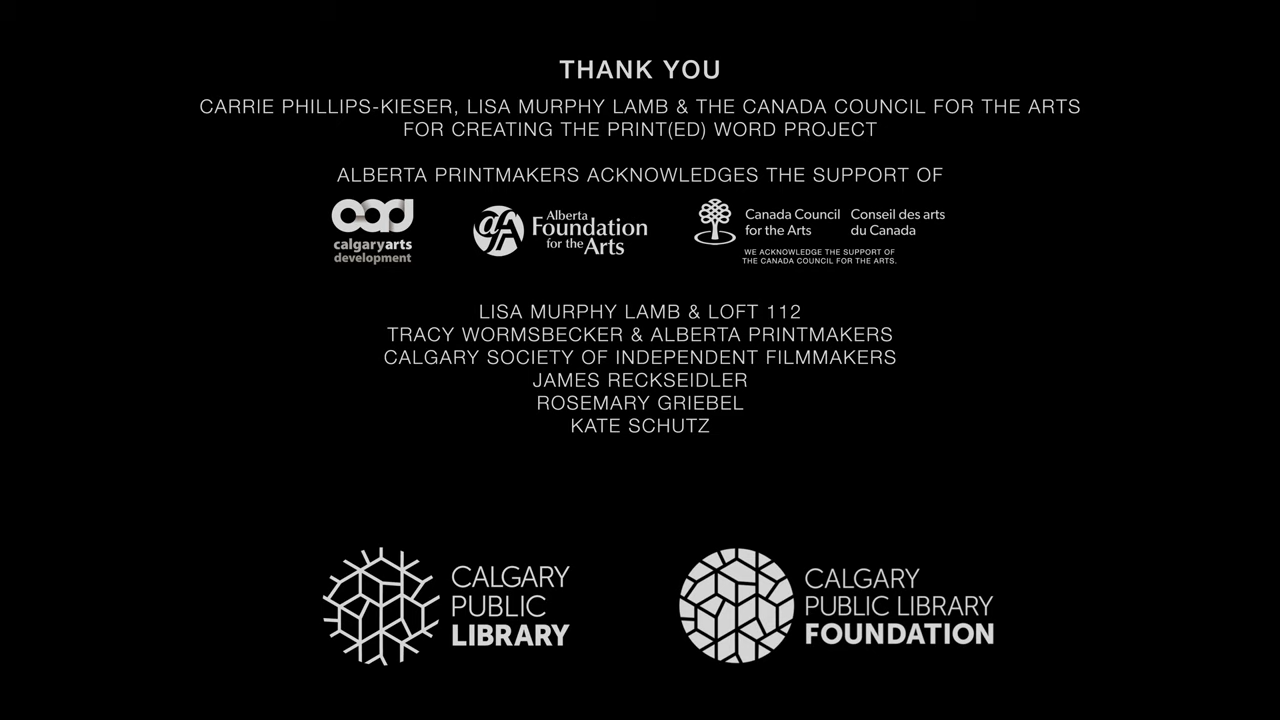 THANK YOU
CARRIE PHILLIPS-KIESER, LISA MURPHY LAMB & THE CANADA COUNCIL FOR THE ARTS
FOR CREATING THE PRINT(ED) WORD PROJECT
ALBERTA PRINTMAKERS ACKNOWLEDGES THE SUPPORT OF
cad
calgaryarts
development
afA
Alberta
Foundation
for the
Arts
Canada Council
for the Arts
Conseil des arts
du Canada
WE ACKNOWLEDGE THE SUPPORT OF
THE CANADA COUNCIL FOR THE ARTS.
LISA MURPHY LAMB & LOFT 112
TRACY WORMSBECKER & ALBERTA PRINTMAKERS
CALGARY SOCIETY OF INDEPENDENT FILMMAKERS
JAMES RECKSEIDLER
ROSEMARY GRIEBEL
KATE SCHUTZ
CALGARY
PUBLIC
LIBRARY
CALGARY
PUBLIC LIBRARY
FOUNDATION